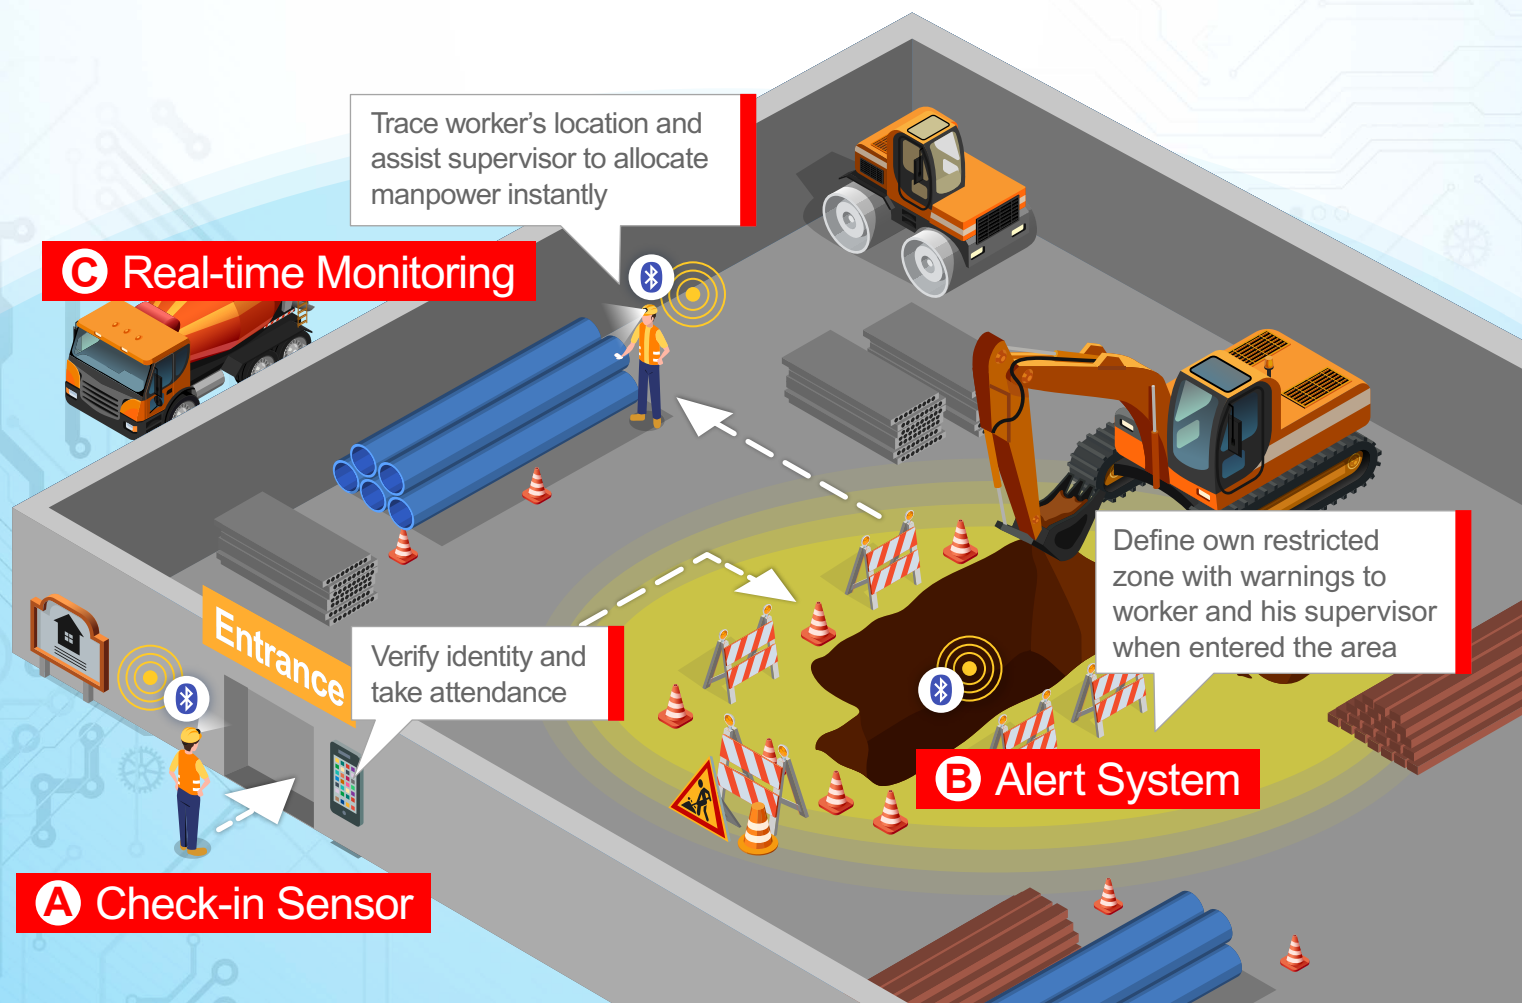 Trace worker’s location and
assist supervisor to allocate
manpower instantly
C Real-time Monitoring
Define own restricted
zone with warnings to
worker and his supervisor
when entered the area
Entrance
Verify identity and
take attendance
B Alert System
A Check-in Sensor